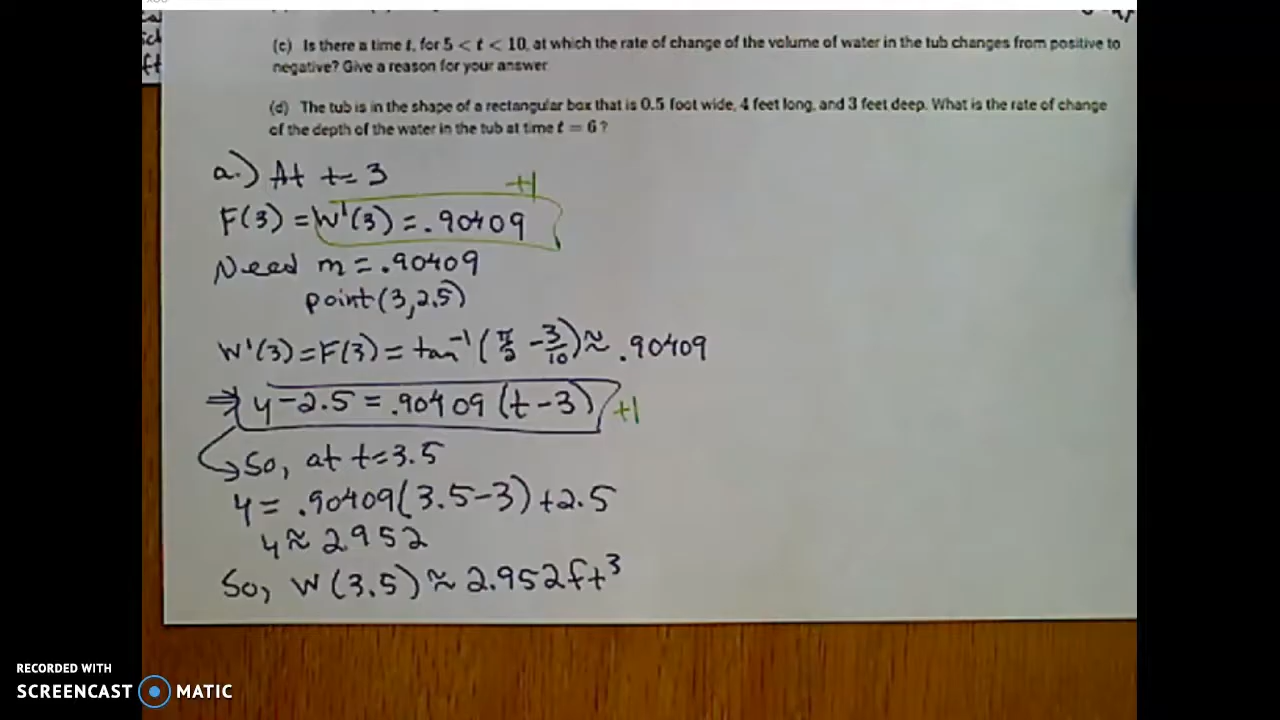 ich
ft
(c) Is there a time t, for 5 < t < 10, at which the rate of change of the volume of water in the tub changes from positive to
negative? Give a reason for your answer
(d) The tub is in the shape of a rectangular box that is 0.5 foot wide, 4 feet long, and 3 feet deep. What is the rate of change
of the depth of the water in the tub at time t = 6 ?
a.) At t = 3
+1
F(3) = W'(3) = .90409
Need m = .90409
point (3, 2.5)
W'(3) = F(3) = tan⁻¹ (π/2 - 3/10) ≈ .90409
⇒ y - 2.5 = .90409 (t - 3) +1
So, at t = 3.5
y = .90409 (3.5 - 3) + 2.5
y ≈ 2.952
So, W (3.5) ≈ 2.952 ft³
RECORDED WITH
SCREENCAST MATIC